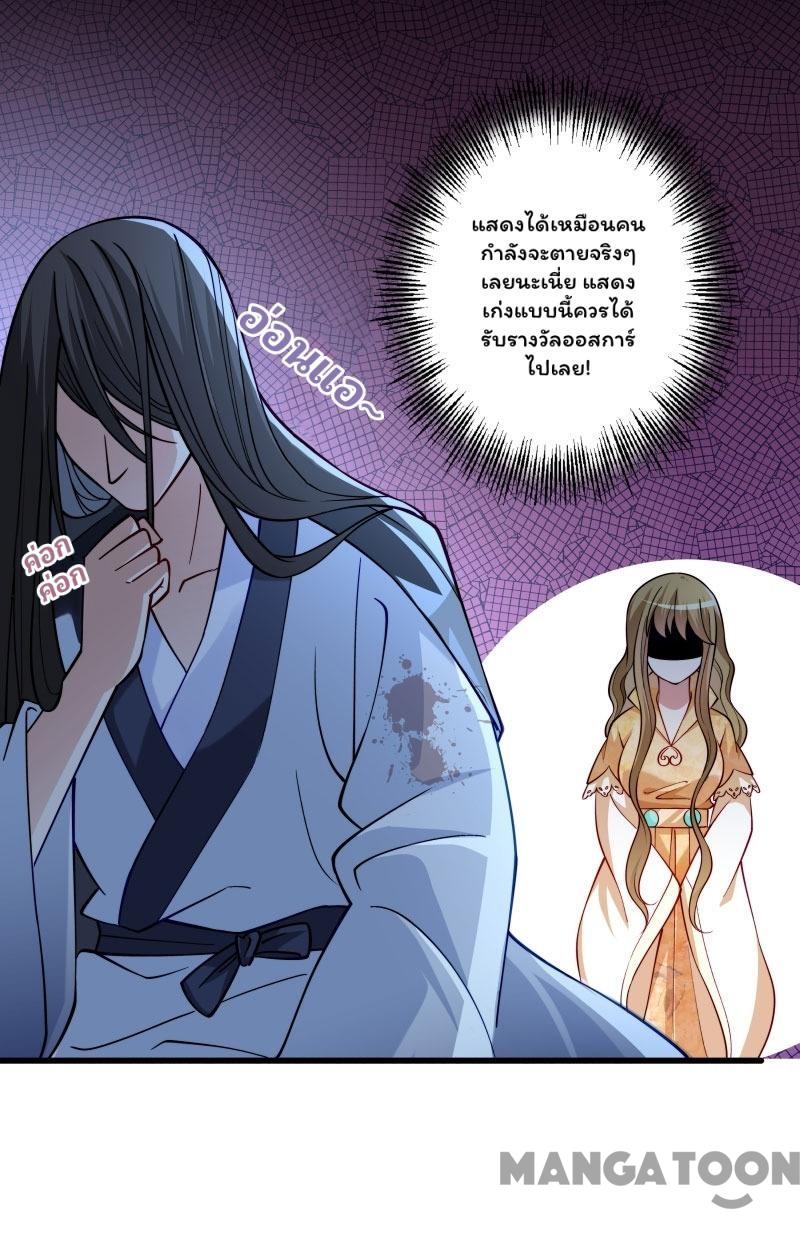 แสดงได้เหมือนคน
กำลังจะตายจริงๆ
เลยนะเนี่ย แสดง
เก่งแบบนี้ควรได้
รับรางวัลออสการ์
ไปเลย!
อ่อนแอ~
ค่อก
ค่อก
MANGATOON